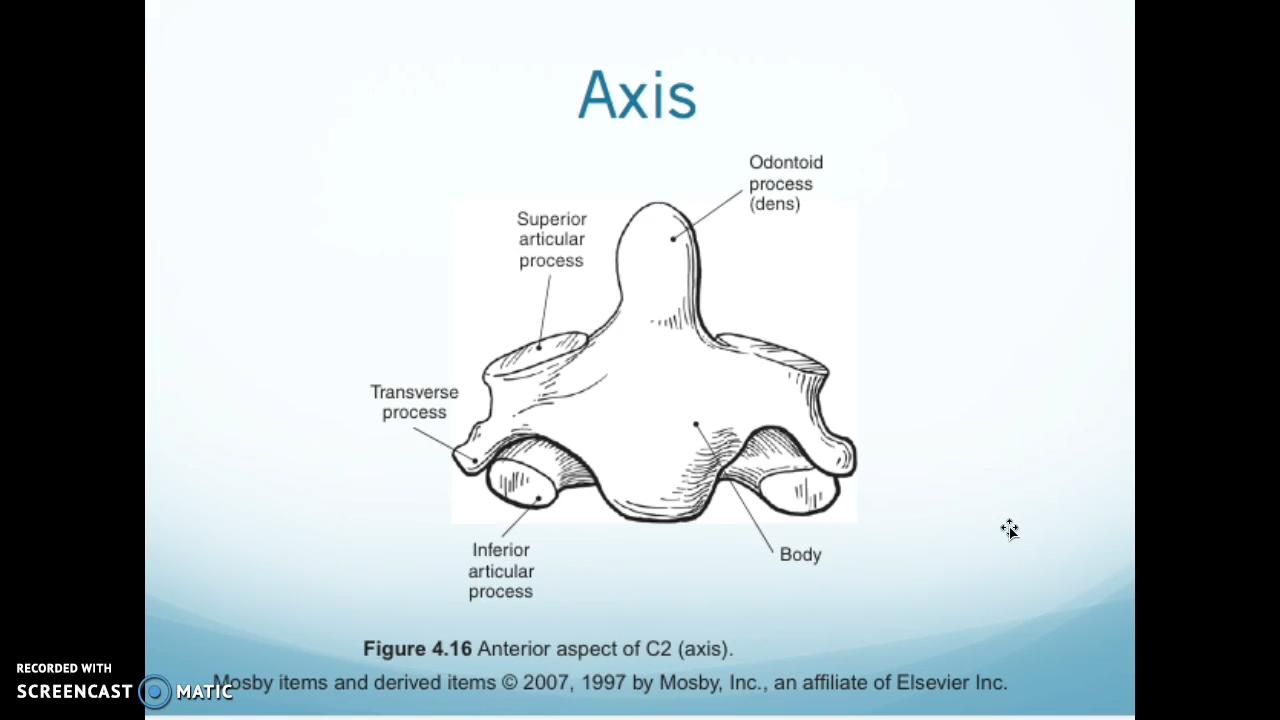 Axis
Odontoid
process
(dens)
Superior
articular
process
Transverse
process
Inferior
articular
process
Body
Figure 4.16 Anterior aspect of C2 (axis).
RECORDED WITH
SCREENCAST MATIC
Mosby items and derived items © 2007, 1997 by Mosby, Inc., an affiliate of Elsevier Inc.